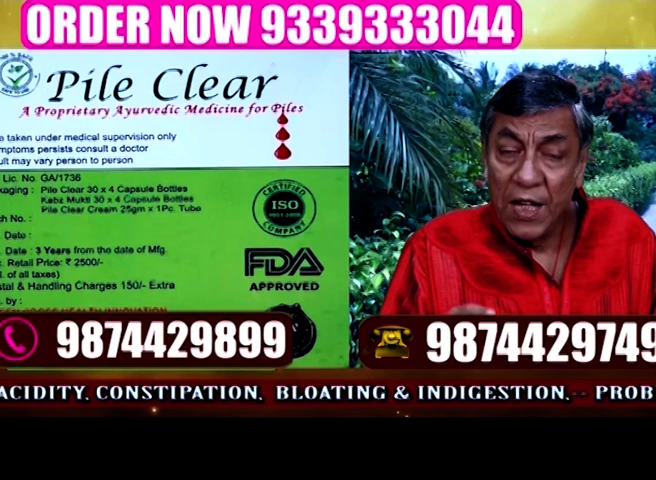 ORDER NOW 9339333044
Pile Clear
A Proprietary Ayurvedic Medicine for Piles
taken under medical supervision only
mptoms persists consult a doctor
ult may vary person to person
Lic. No. GA/1736
kaging : Pile Clear 30 x 4 Capsule Bottles
Kabz Mukti 30 x 4 Capsule Bottles
Pile Clear Cream 25gm x 1Pc. Tube
ch No. :
. Date :
. Date : 3 Years from the date of Mfg.
. Retail Price: ₹ 2500/-
l. of all taxes)
stal & Handling Charges 150/- Extra
. by :
CERTIFIED
ISO
COMPANY
FDA
APPROVED
9874429899
9874429749
ACIDITY, CONSTIPATION, BLOATING & INDIGESTION,-- PROB